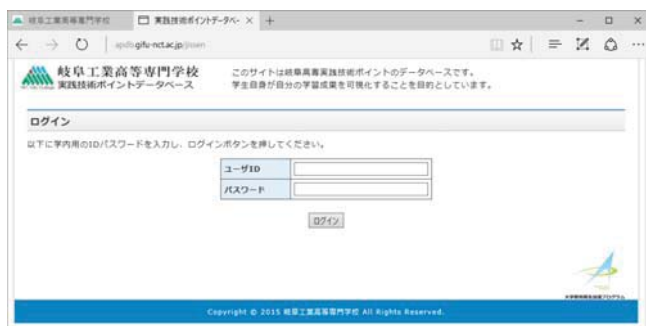 岐阜工業高等専門学校
実践技術ポイントデータベ-
apdb.gifu-nct.ac.jp/jissen
岐阜工業高等専門学校
実践技術ポイントデータベース
このサイトは岐阜高専実践技術ポイントのデータベースです。
学生自身が自分の学習成果を可視化することを目的としています。
ログイン
以下に学内用のIDパスワードを入力し、ログインボタンを押してください。
ユーザID
パスワード
ログイン
Copyright © 2015 岐阜工業高等専門学校 All Rights Reserved.